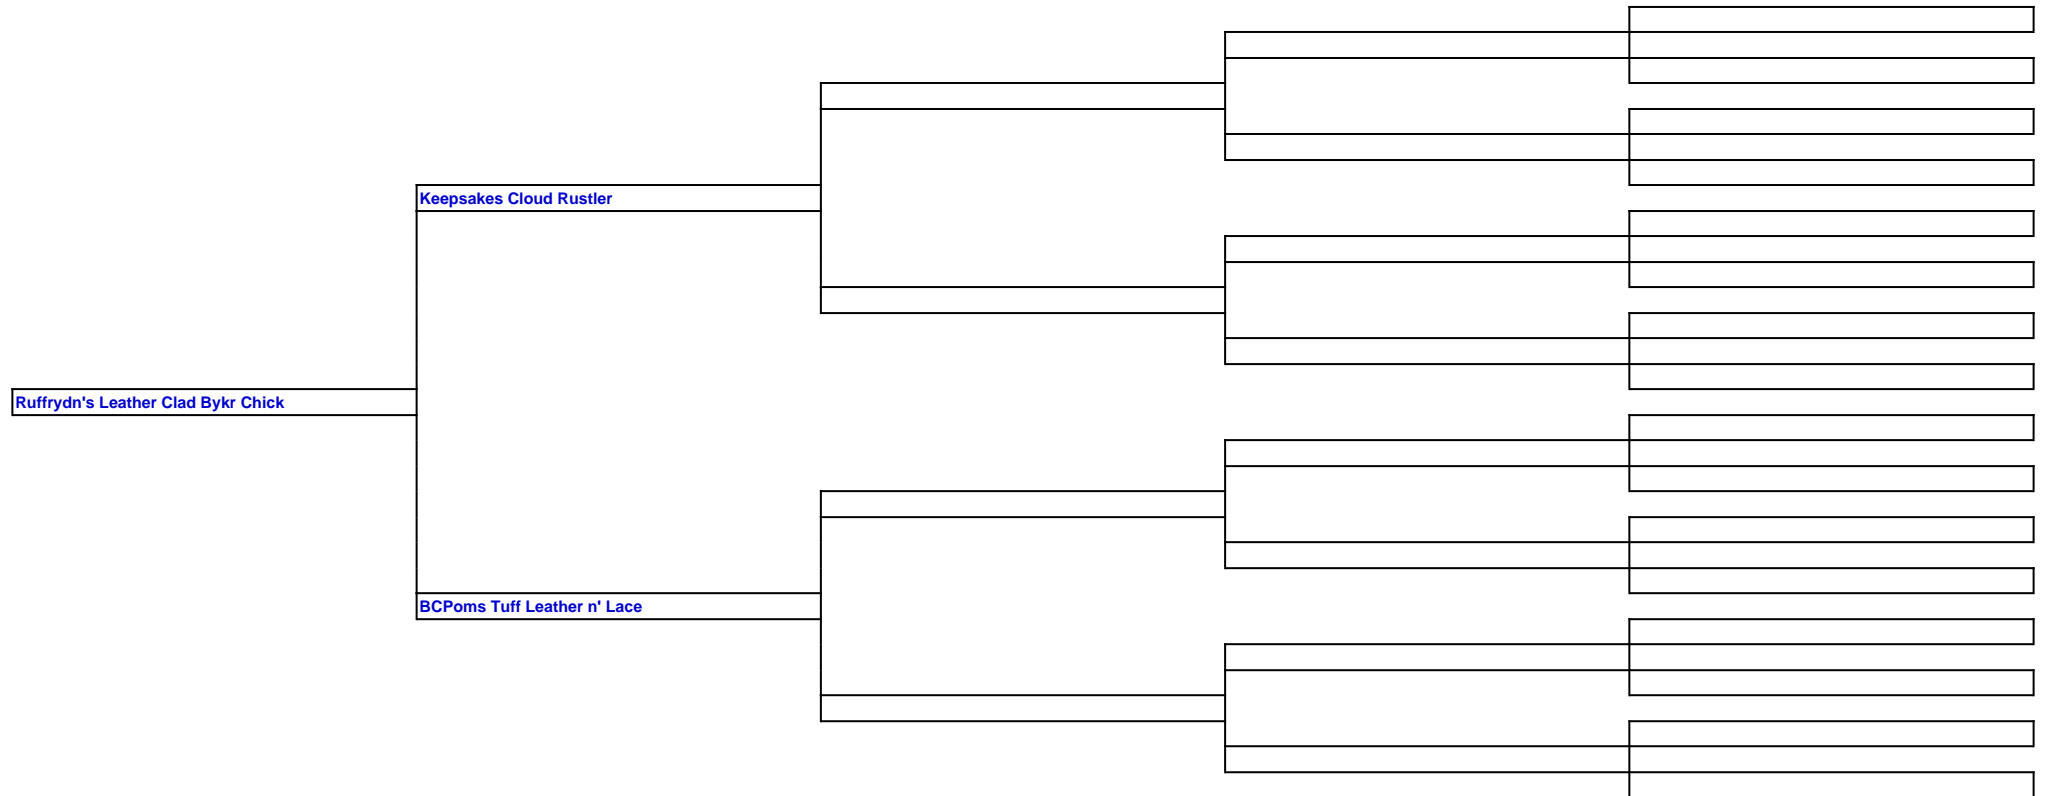 Keepsakes Cloud Rustler
Ruffrydn's Leather Clad Bykr Chick
BCPoms Tuff Leather n' Lace